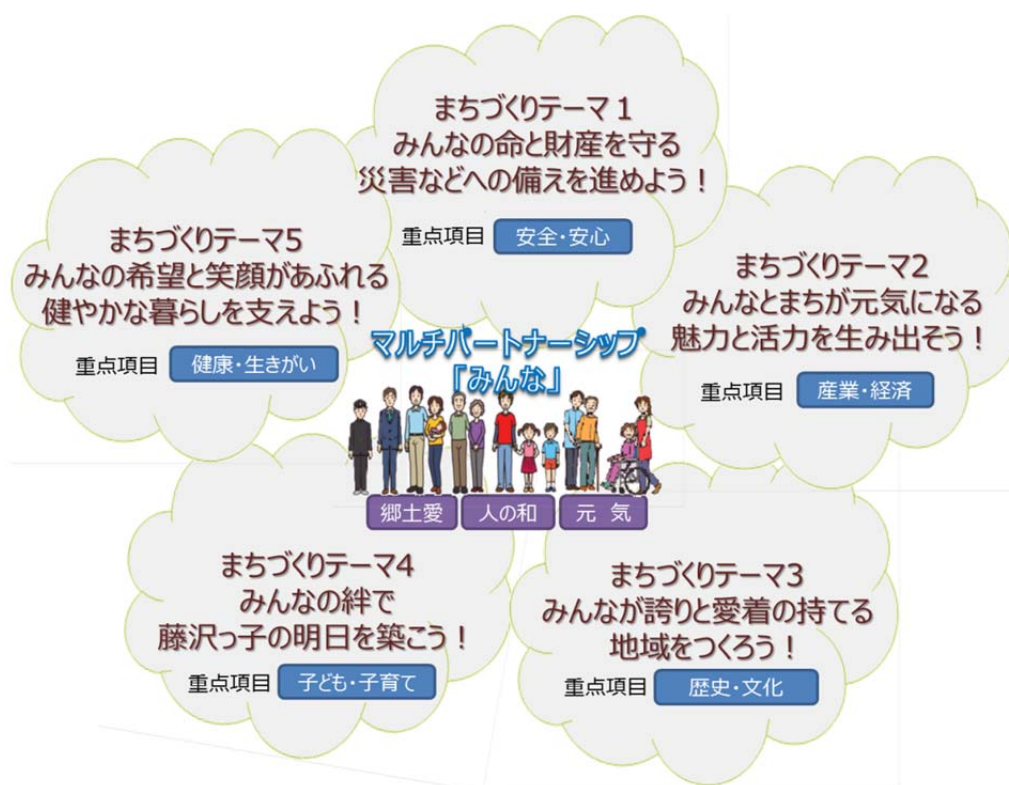 まちづくりテーマ1
みんなの命と財産を守る
災害などへの備えを進めよう！
重点項目 安全・安心
まちづくりテーマ5
みんなの希望と笑顔があふれる
健やかな暮らしを支えよう！
重点項目 健康・生きがい
まちづくりテーマ2
みんなとまちが元気になる
魅力と活力を生み出そう！
重点項目 産業・経済
マルチパートナーシップ
「みんな」
郷土愛 人の和 元 気
まちづくりテーマ4
みんなの絆で
藤沢っ子の明日を築こう！
重点項目 子ども・子育て
まちづくりテーマ3
みんなが誇りと愛着の持てる
地域をつくろう！
重点項目 歴史・文化